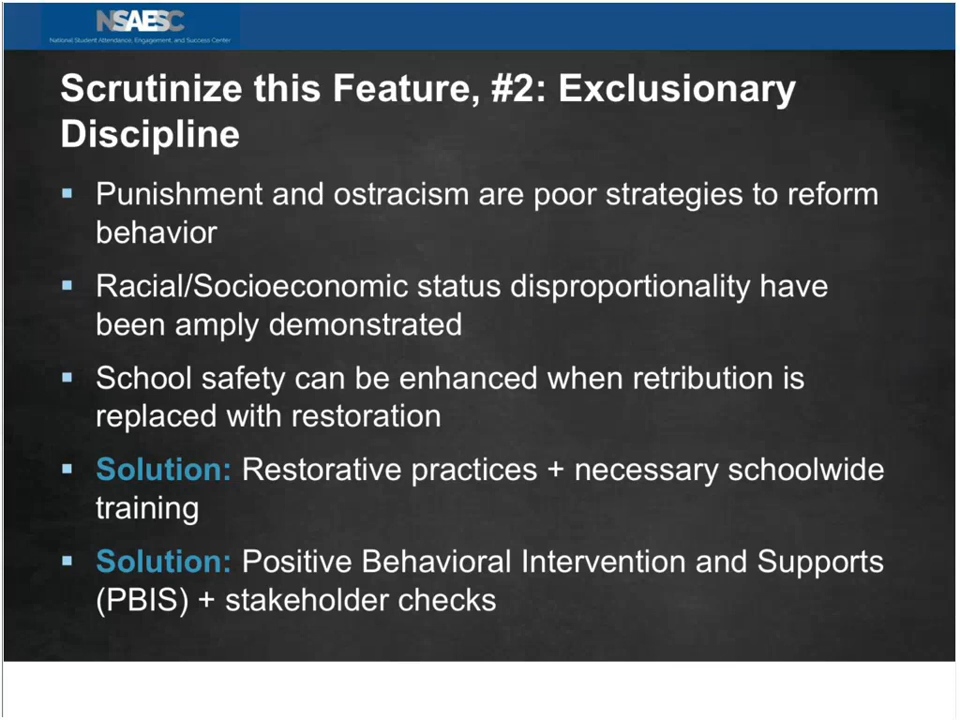 NSAESC
National Student Attendance, Engagement, and Success Center
Scrutinize this Feature, #2: Exclusionary
Discipline
▪ Punishment and ostracism are poor strategies to reform
behavior
▪ Racial/Socioeconomic status disproportionality have
been amply demonstrated
▪ School safety can be enhanced when retribution is
replaced with restoration
▪ Solution: Restorative practices + necessary schoolwide
training
▪ Solution: Positive Behavioral Intervention and Supports
(PBIS) + stakeholder checks